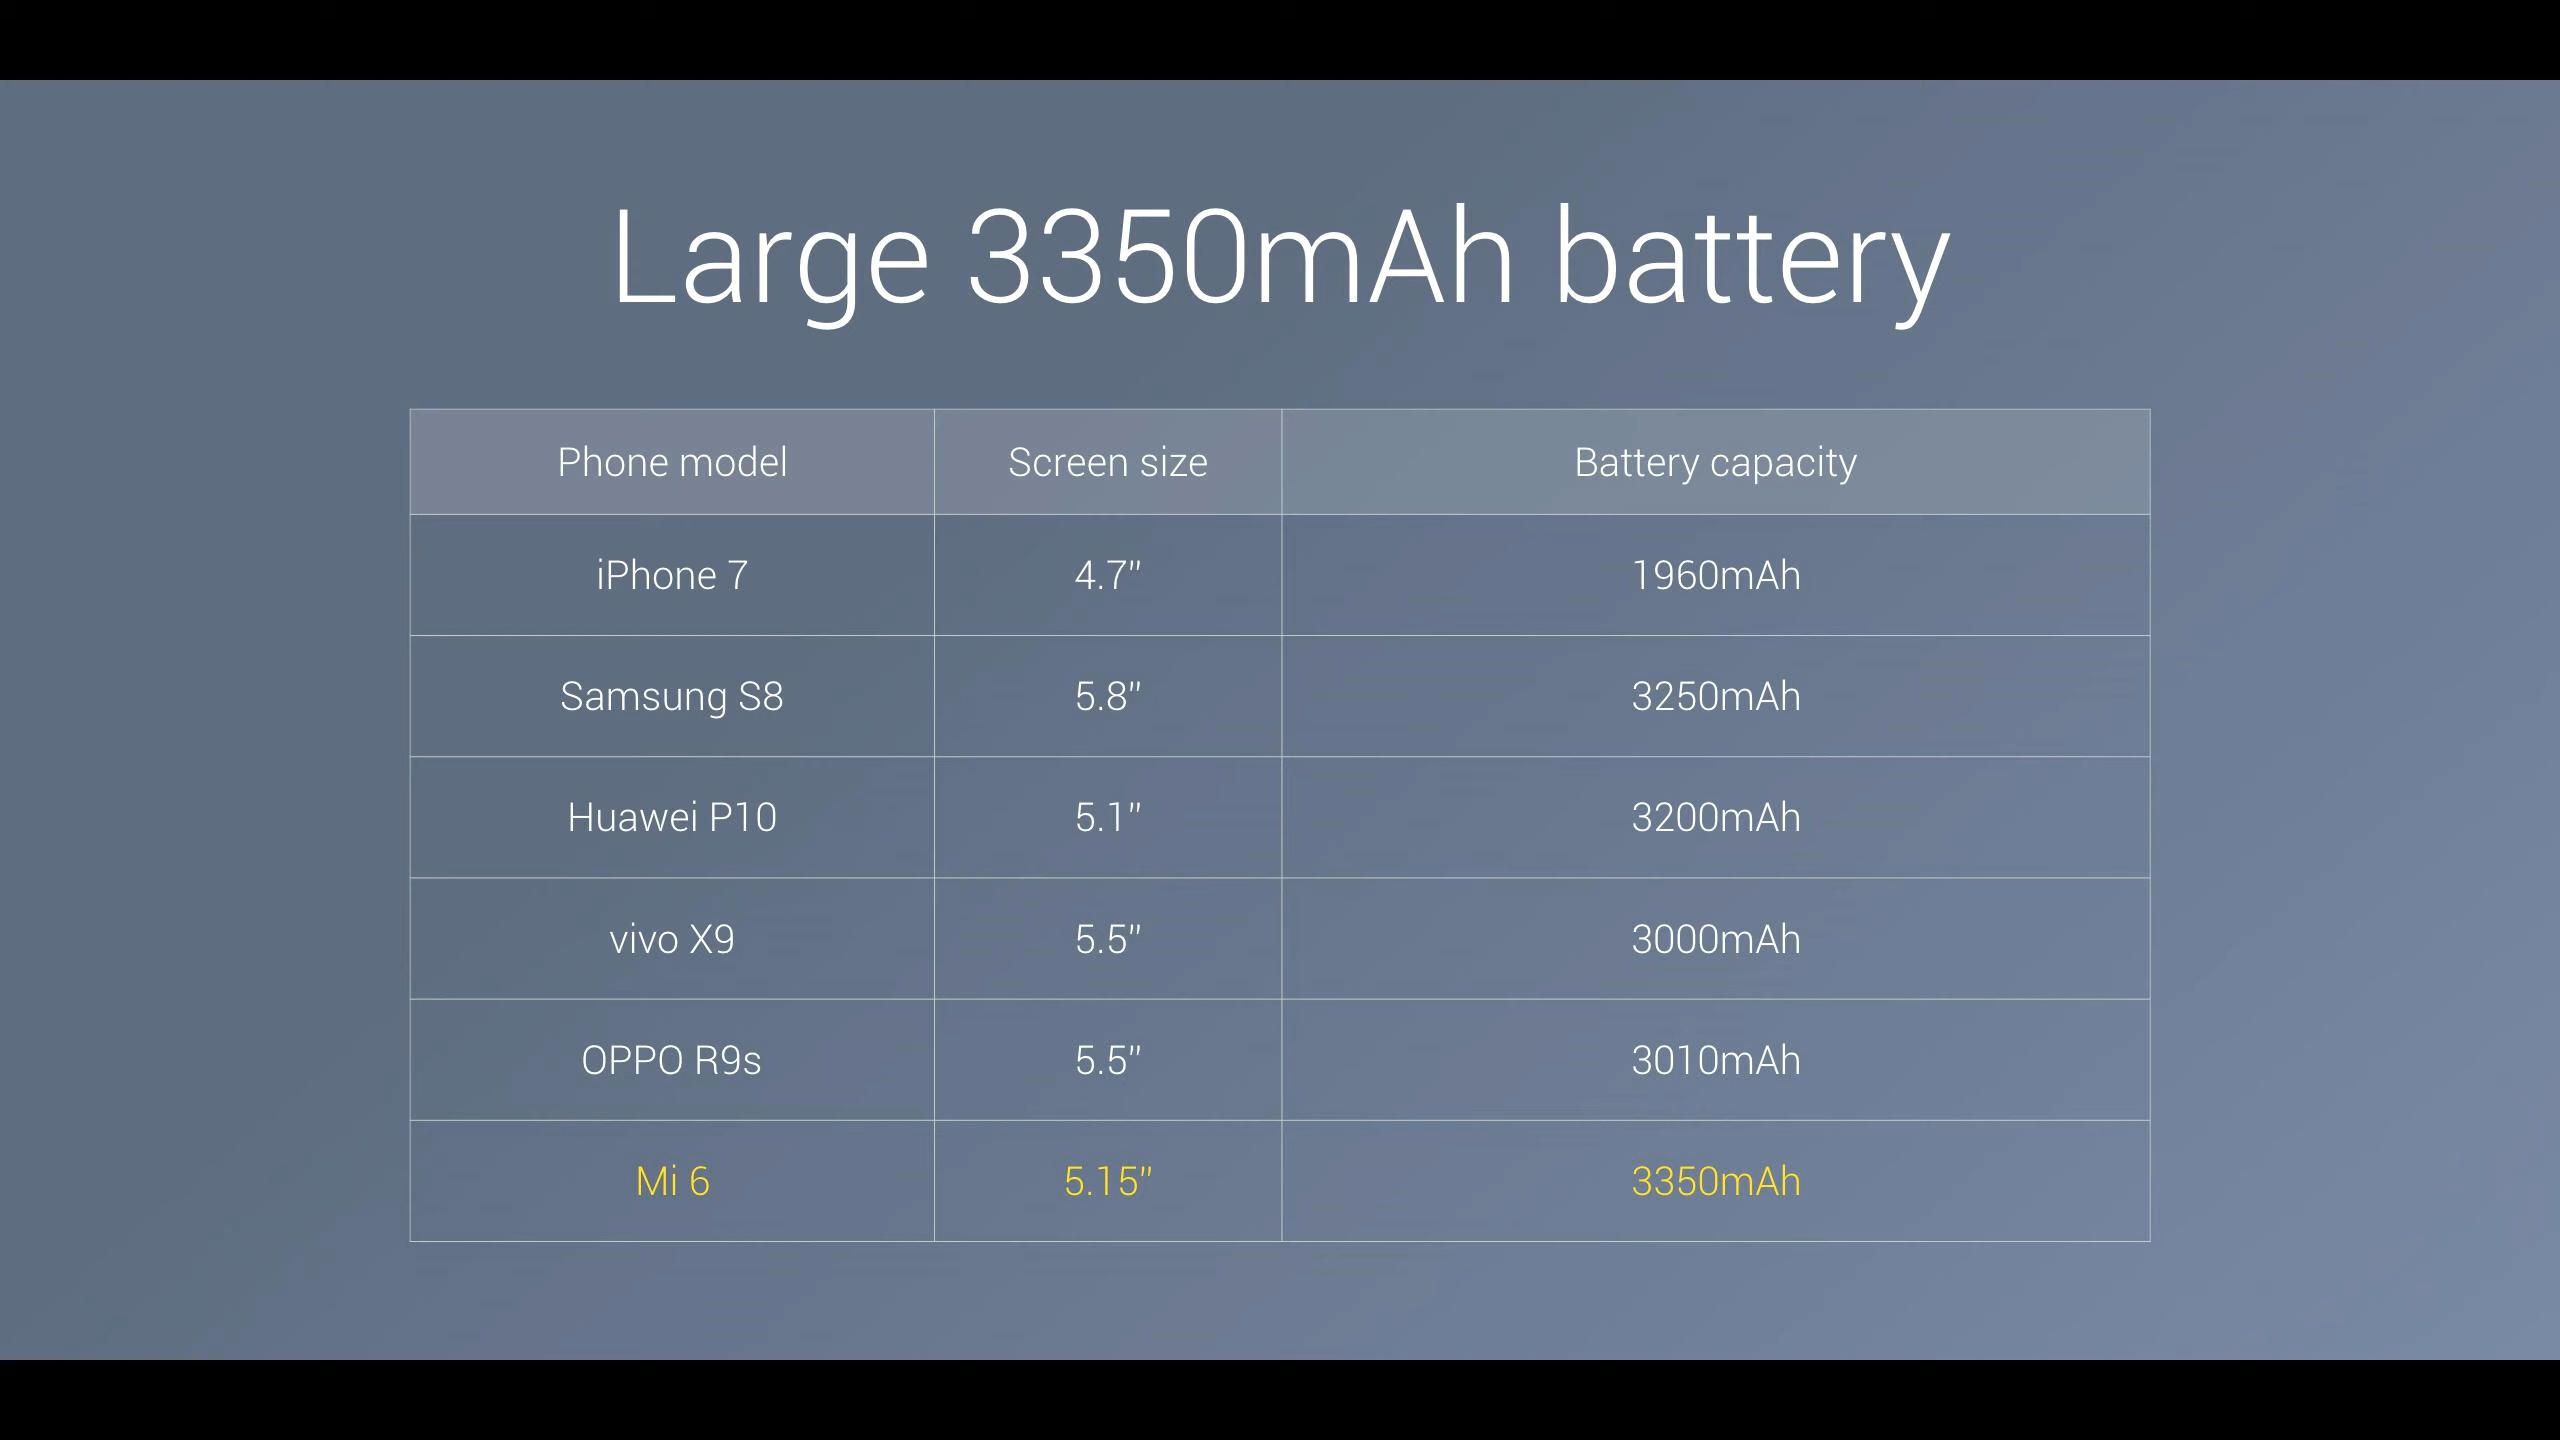 Large 3350mAh battery
Phone model Screen size Battery capacity
iPhone 7 4.7" 1960mAh
Samsung S8 5.8" 3250mAh
Huawei P10 5.1" 3200mAh
vivo X9 5.5" 3000mAh
OPPO R9s 5.5" 3010mAh
Mi 6 5.15" 3350mAh